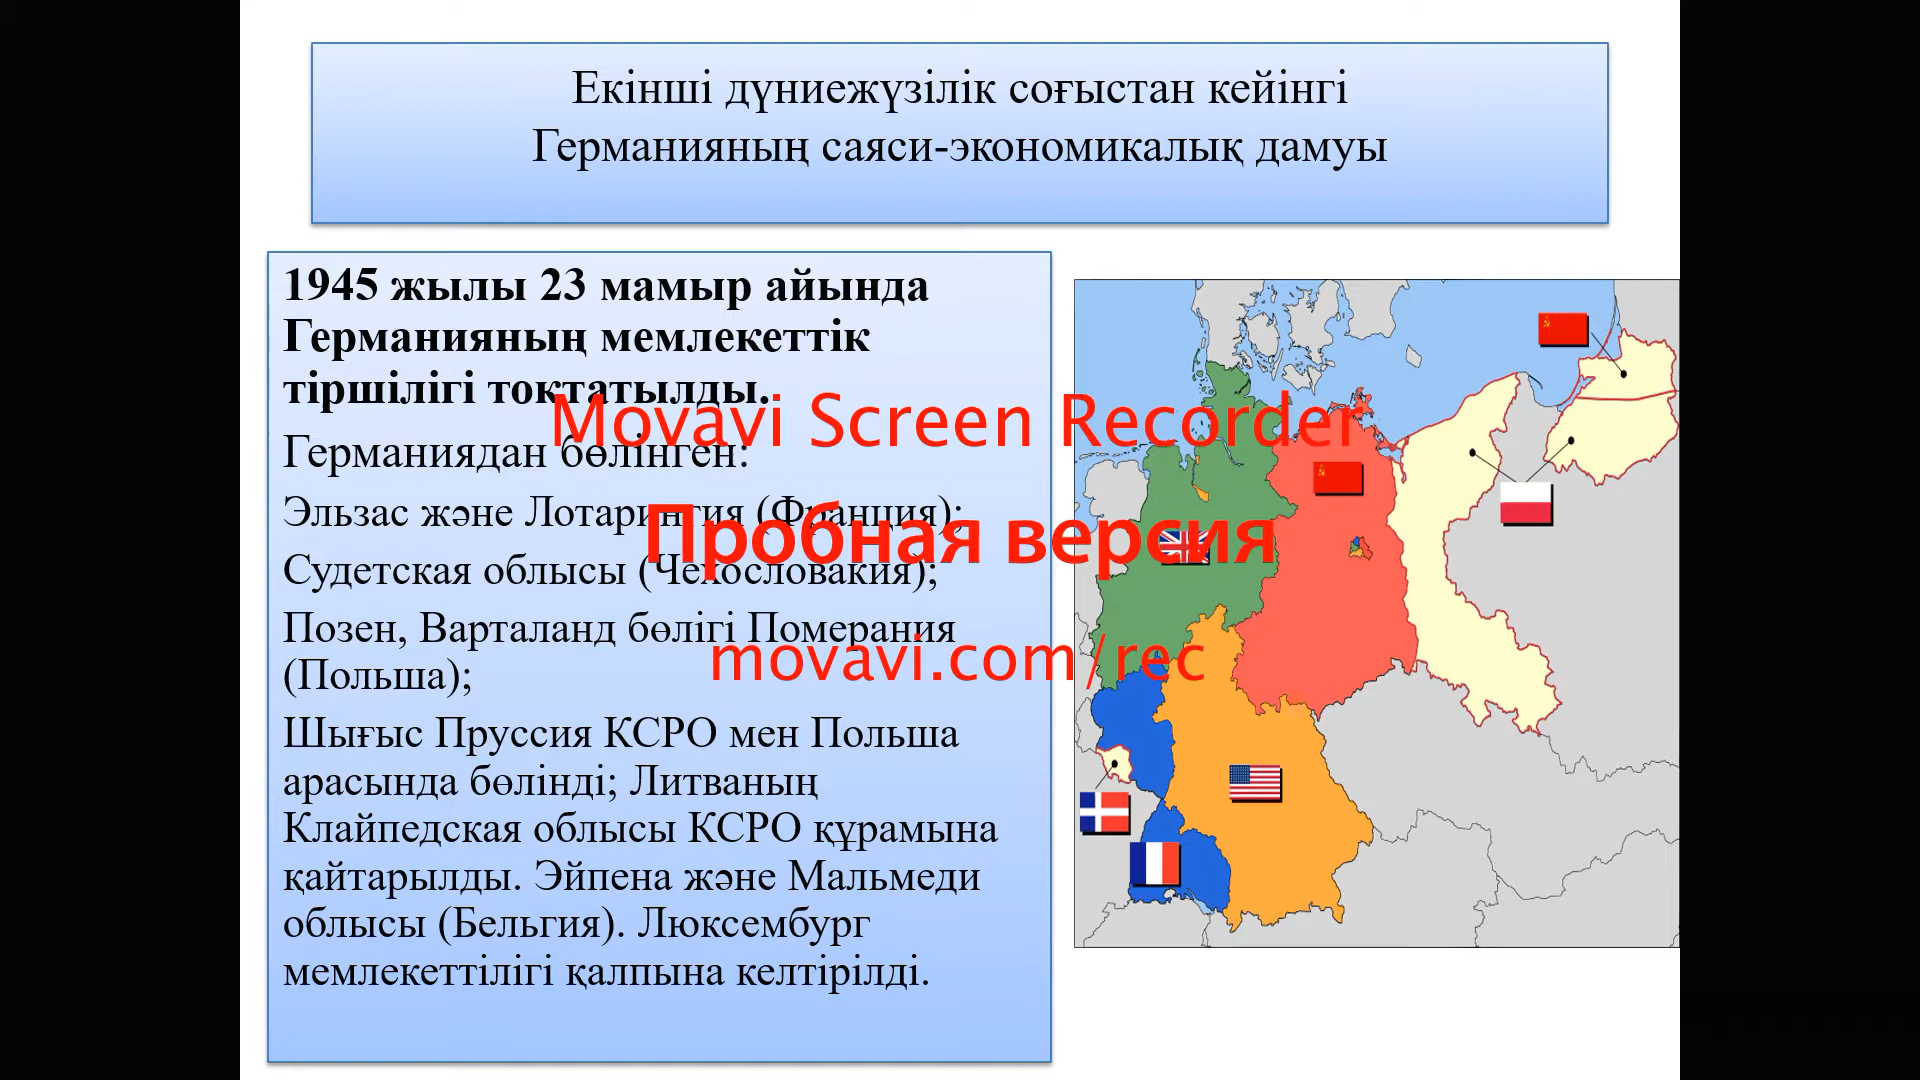 Екінші дүниежүзілік соғыстан кейінгі
Германияның саяси-экономикалық дамуы
1945 жылы 23 мамыр айында
Германияның мемлекеттік
тіршілігі тоқтатылды.
Германиядан бөлінген:
Эльзас және Лотарингия (Франция);
Судетская облысы (Чехословакия);
Позен, Варталанд бөлігі Померания
(Польша);
Шығыс Пруссия КСРО мен Польша
арасында бөлінді; Литваның
Клайпедская облысы КСРО құрамына
қайтарылды. Эйпена және Мальмеди
облысы (Бельгия). Люксембург
мемлекеттілігі қалпына келтірілді.
Movavi Screen Recorder
Пробная версия
movavi.com/rec